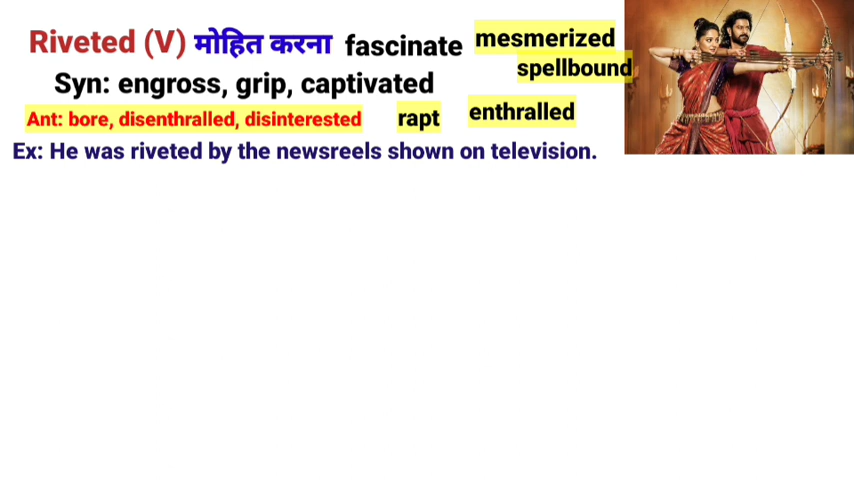 Riveted (V) मोहित करना fascinate mesmerized
spellbound
Syn: engross, grip, captivated
Ant: bore, disenthralled, disinterested rapt enthralled
Ex: He was riveted by the newsreels shown on television.